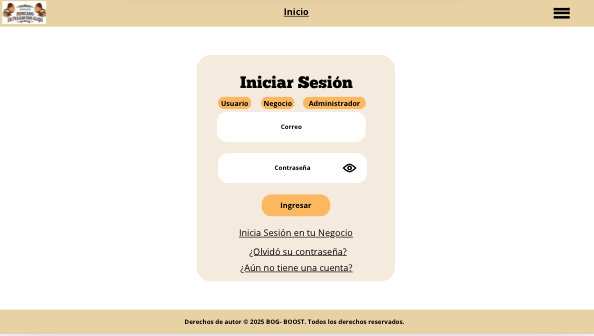 Inicio
Iniciar Sesión
Usuario Negocio Administrador
Correo
Contraseña
Ingresar
Inicia Sesión en tu Negocio
¿Olvidó su contraseña?
¿Aún no tiene una cuenta?
Derechos de autor © 2025 BOG- BOOST. Todos los derechos reservados.